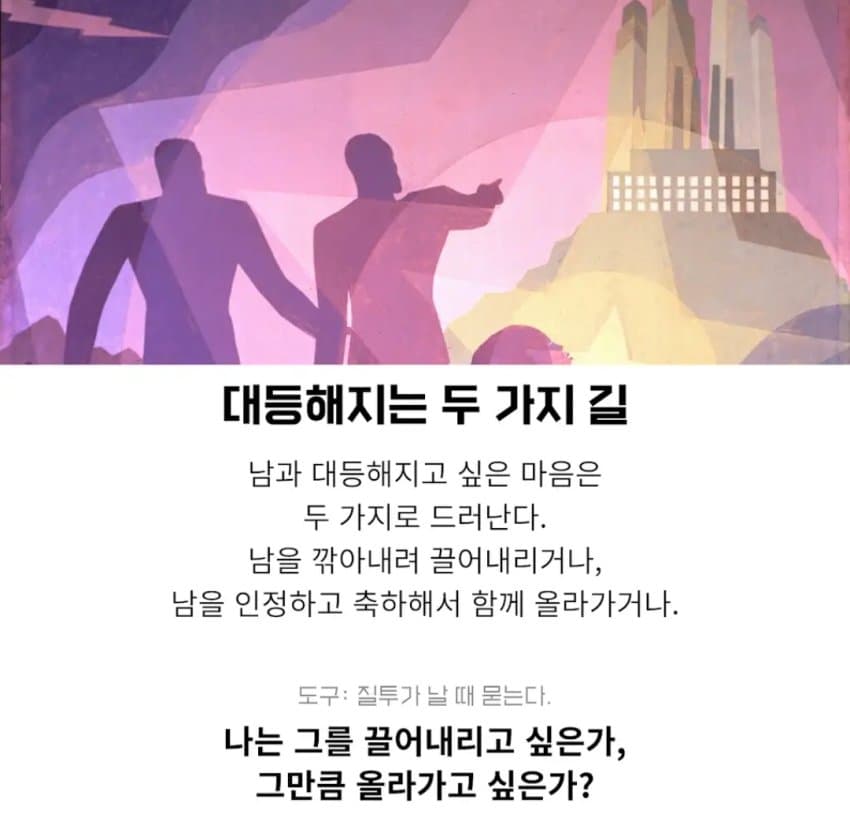 대등해지는 두 가지 길
남과 대등해지고 싶은 마음은
두 가지로 드러난다.
남을 깎아내려 끌어내리거나,
남을 인정하고 축하해서 함께 올라가거나.
도구: 질투가 날 때 묻는다.
나는 그를 끌어내리고 싶은가,
그만큼 올라가고 싶은가?